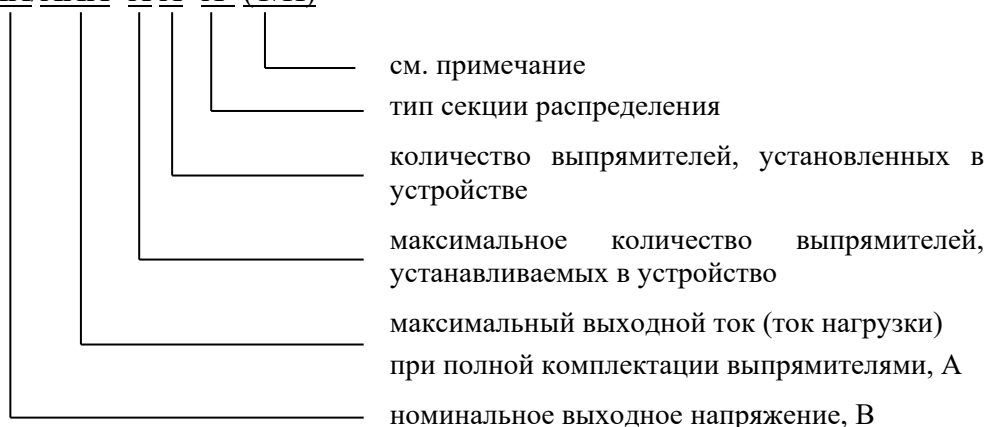 см. примечание
тип секции распределения
количество выпрямителей, установленных в
устройстве
максимальное количество выпрямителей,
устанавливаемых в устройство
максимальный выходной ток (ток нагрузки)
при полной комплектации выпрямителями, А
номинальное выходное напряжение, В